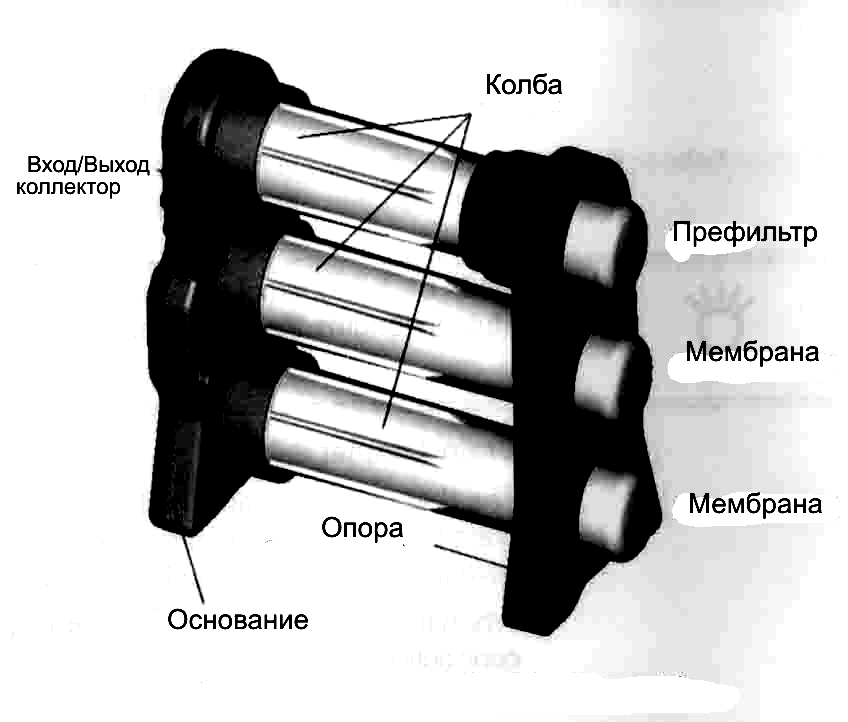 Колба
Вход/Выход
коллектор
Префильтр
Мембрана
Мембрана
Опора
Основание